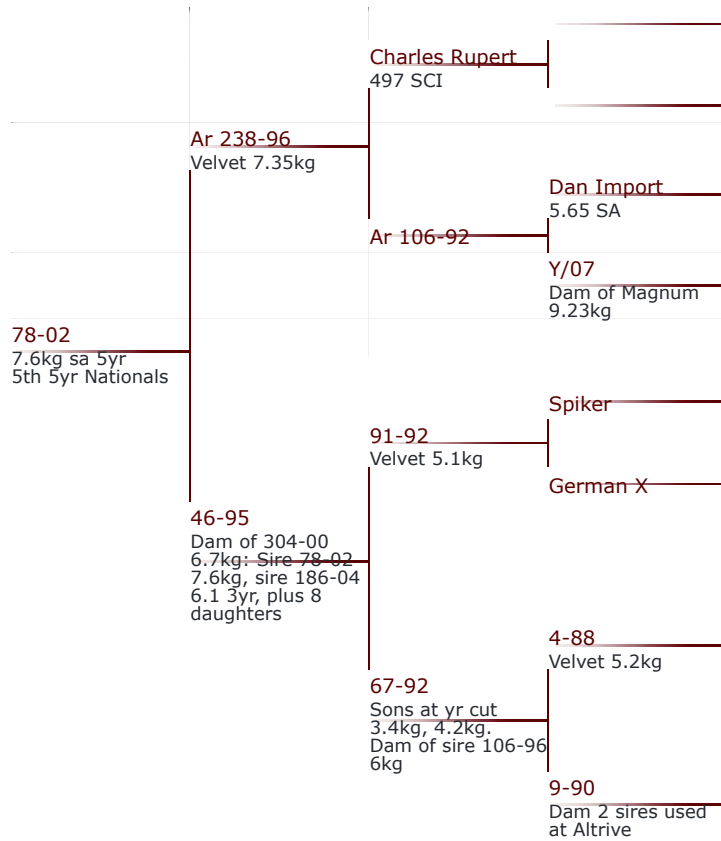 Charles Rupert
497 SCI
Ar 238-96
Velvet 7.35kg
Dan Import
5.65 SA
Ar 106-92
Y/07
Dam of Magnum
9.23kg
78-02
7.6kg sa 5yr
5th 5yr Nationals
Spiker
91-92
Velvet 5.1kg
German X
46-95
Dam of 304-00
6.7kg: Sire 78-02
7.6kg, sire 186-04
6.1 3yr, plus 8
daughters
4-88
Velvet 5.2kg
67-92
Sons at yr cut
3.4kg, 4.2kg.
Dam of sire 106-96
6kg
9-90
Dam 2 sires used
at Altrive